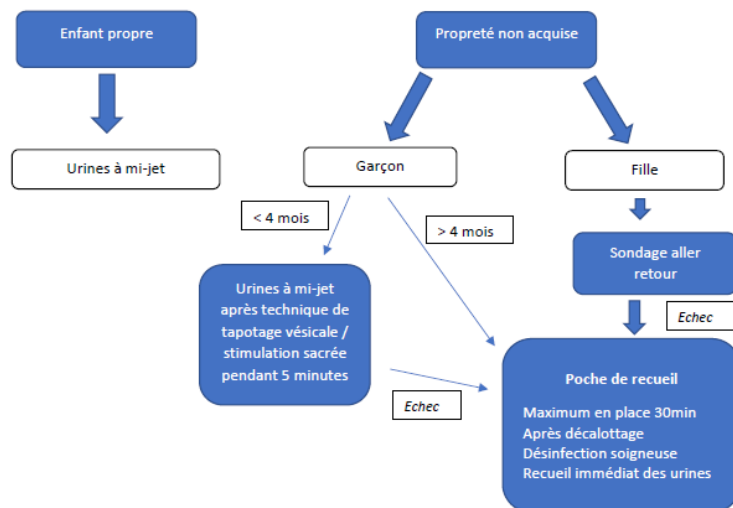 Enfant propre
Propreté non acquise
Urines à mi-jet
Garçon
Fille
< 4 mois
> 4 mois
Sondage aller
retour
Urines à mi-jet
après technique de
tapotage vésicale /
stimulation sacrée
pendant 5 minutes
Echec
Echec
Poche de recueil
Maximum en place 30min
Après décalottage
Désinfection soigneuse
Recueil immédiat des urines